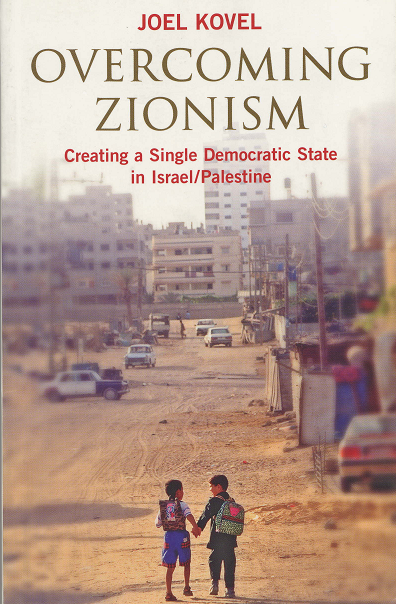 JOEL KOVEL
OVERCOMING
ZIONISM
Creating a Single Democratic State
in Israel/Palestine